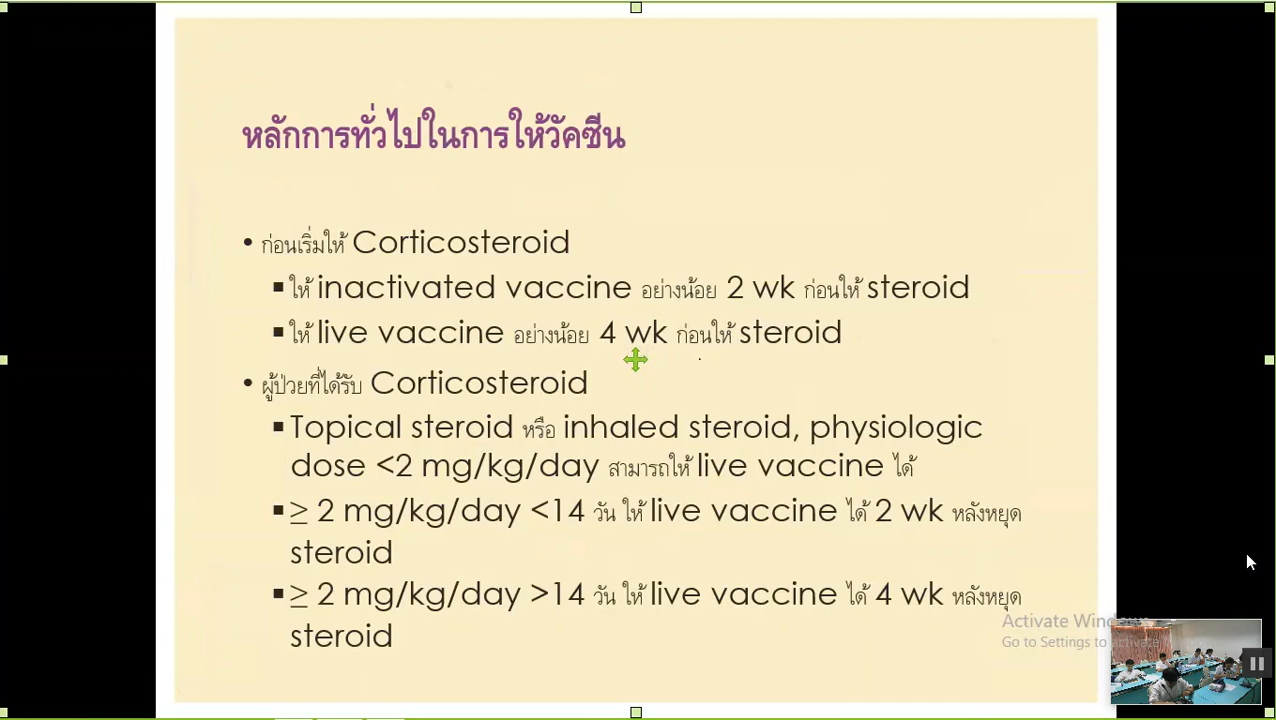 หลักการทั่วไปในการให้วัคซีน
• ก่อนเริ่มให้ Corticosteroid
▪ ให้ inactivated vaccine อย่างน้อย 2 wk ก่อนให้ steroid
▪ ให้ live vaccine อย่างน้อย 4 wk ก่อนให้ steroid
• ผู้ป่วยที่ได้รับ Corticosteroid
▪ Topical steroid หรือ inhaled steroid, physiologic
dose <2 mg/kg/day สามารถให้ live vaccine ได้
▪ ≥ 2 mg/kg/day <14 วัน ให้ live vaccine ได้ 2 wk หลังหยุด
steroid
▪ ≥ 2 mg/kg/day >14 วัน ให้ live vaccine ได้ 4 wk หลังหยุด
steroid
Activate Windows
Go to Settings to activate